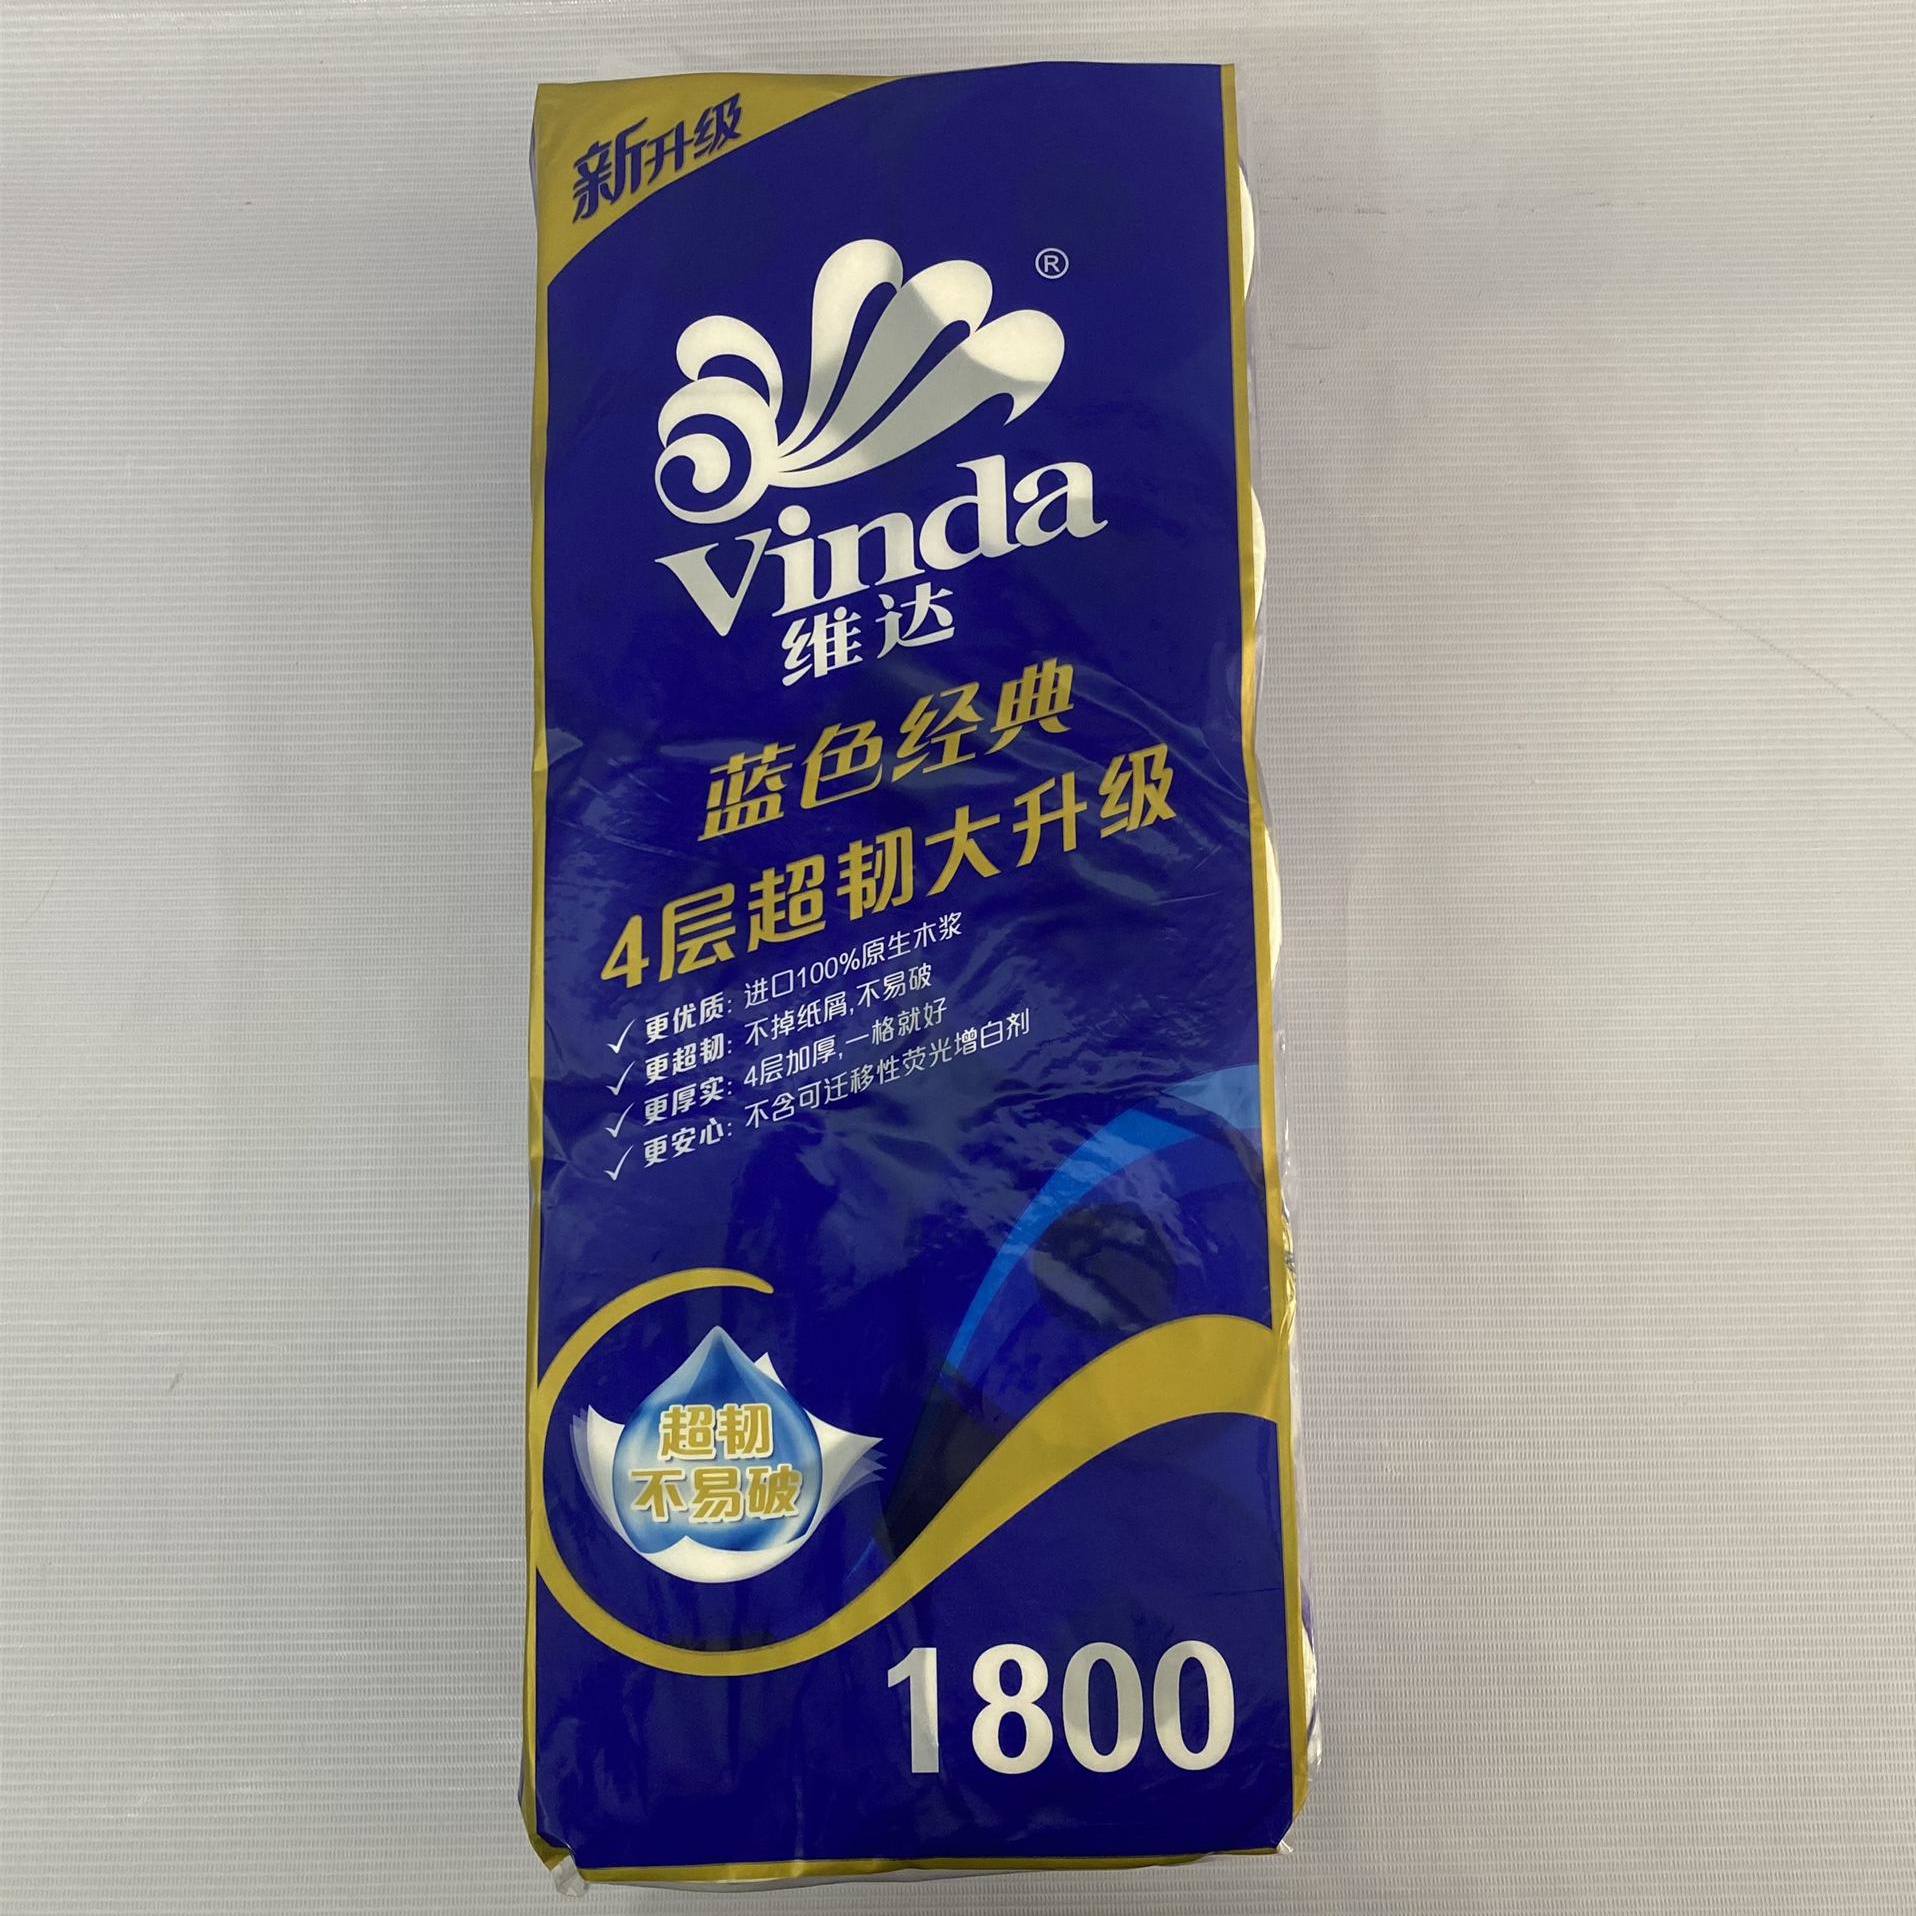 新升级
®
Vinda
维达
蓝色经典
4层超韧大升级
✓ 更优质: 进口100%原生木浆
✓ 更超韧: 不掉纸屑,不易破
✓ 更厚实: 4层加厚,一格就好
✓ 更安心: 不含可迁移性荧光增白剂
超韧
不易破
1800